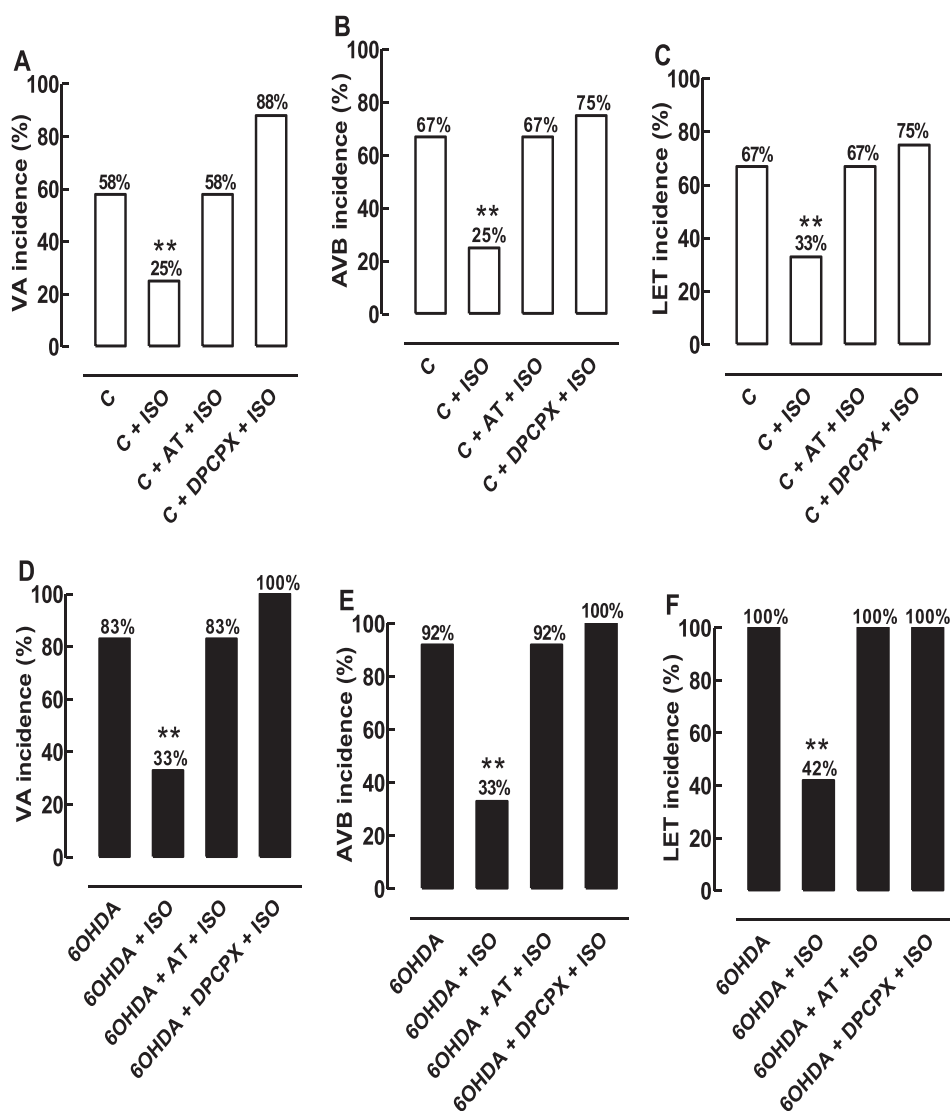 A
VA incidence (%)
100
80
60
40
20
0
58%
**
25%
58%
88%
C
C + ISO
C + AT + ISO
C + DPCPX + ISO
B
AVB incidence (%)
100
80
60
40
20
0
67%
**
25%
67%
75%
C
C + ISO
C + AT + ISO
C + DPCPX + ISO
C
LET incidence (%)
100
80
60
40
20
0
67%
**
33%
67%
75%
C
C + ISO
C + AT + ISO
C + DPCPX + ISO
D
VA incidence (%)
100
80
60
40
20
0
83%
**
33%
83%
100%
6OHDA
6OHDA + ISO
6OHDA + AT + ISO
6OHDA + DPCPX + ISO
E
AVB incidence (%)
100
80
60
40
20
0
92%
**
33%
92%
100%
6OHDA
6OHDA + ISO
6OHDA + AT + ISO
6OHDA + DPCPX + ISO
F
LET incidence (%)
100
80
60
40
20
0
100%
**
42%
100%
100%
6OHDA
6OHDA + ISO
6OHDA + AT + ISO
6OHDA + DPCPX + ISO